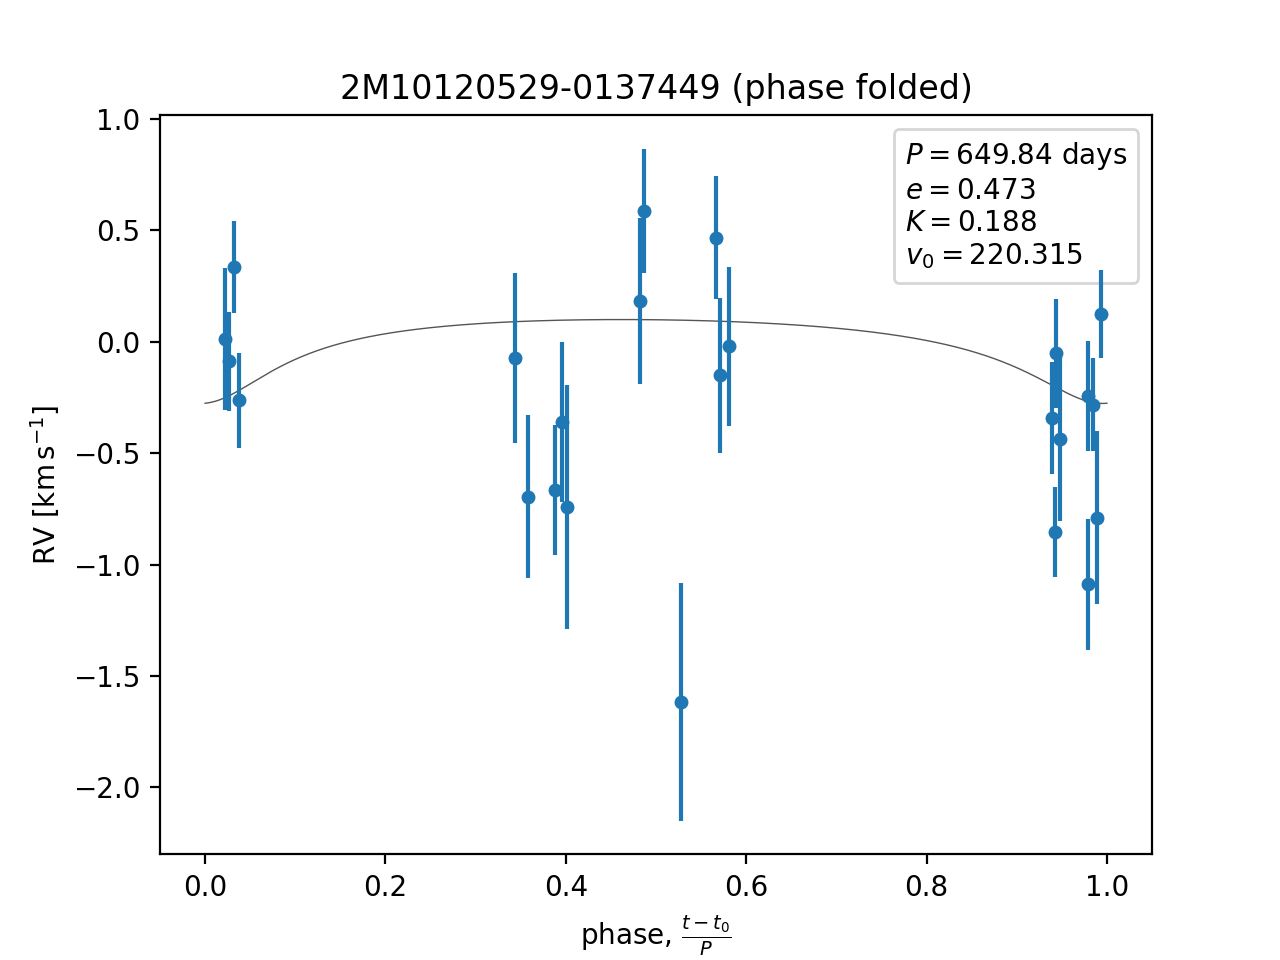 2M10120529-0137449 (phase folded)
P = 649.84 days
e = 0.473
K = 0.188
v₀ = 220.315
1.0
0.5
0.0
−0.5
−1.0
−1.5
−2.0
RV [km s⁻¹]
0.0 0.2 0.4 0.6 0.8 1.0
phase, (t − t₀)/P